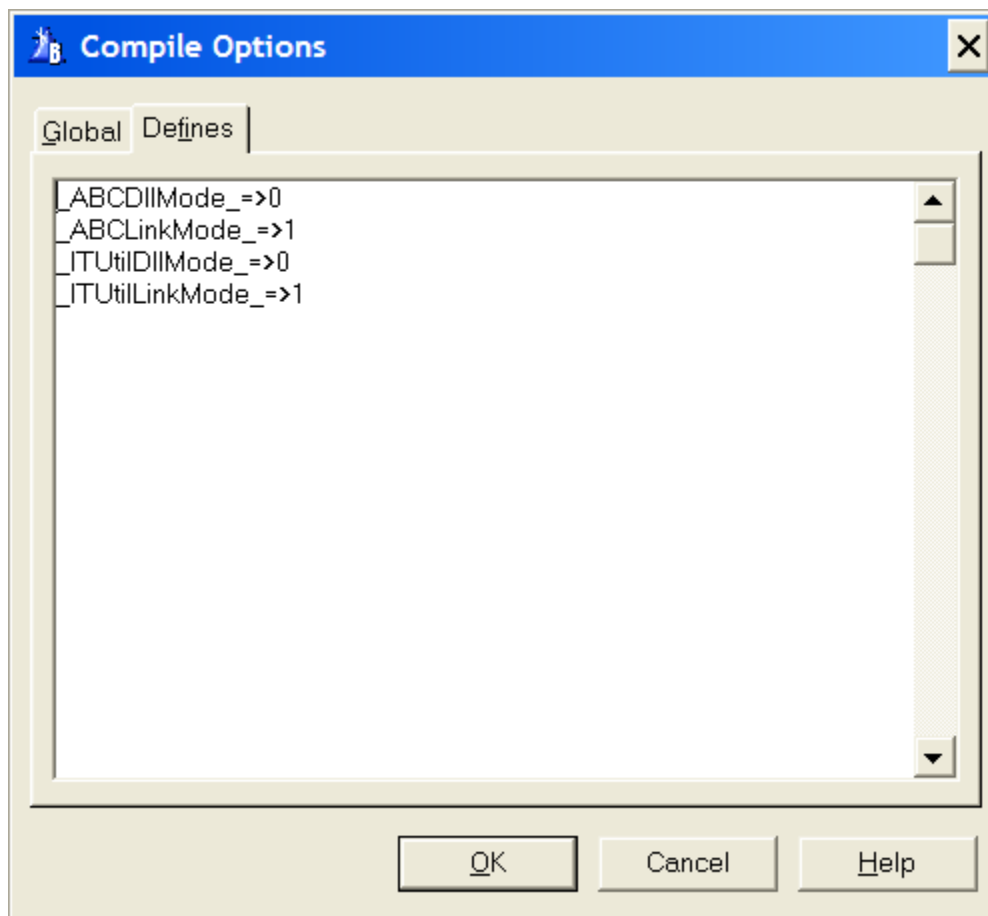 Compile Options
Global Defines
_ABCDllMode_=>0
_ABCLinkMode_=>1
_ITUtilDllMode_=>0
_ITUtilLinkMode_=>1
OK Cancel Help